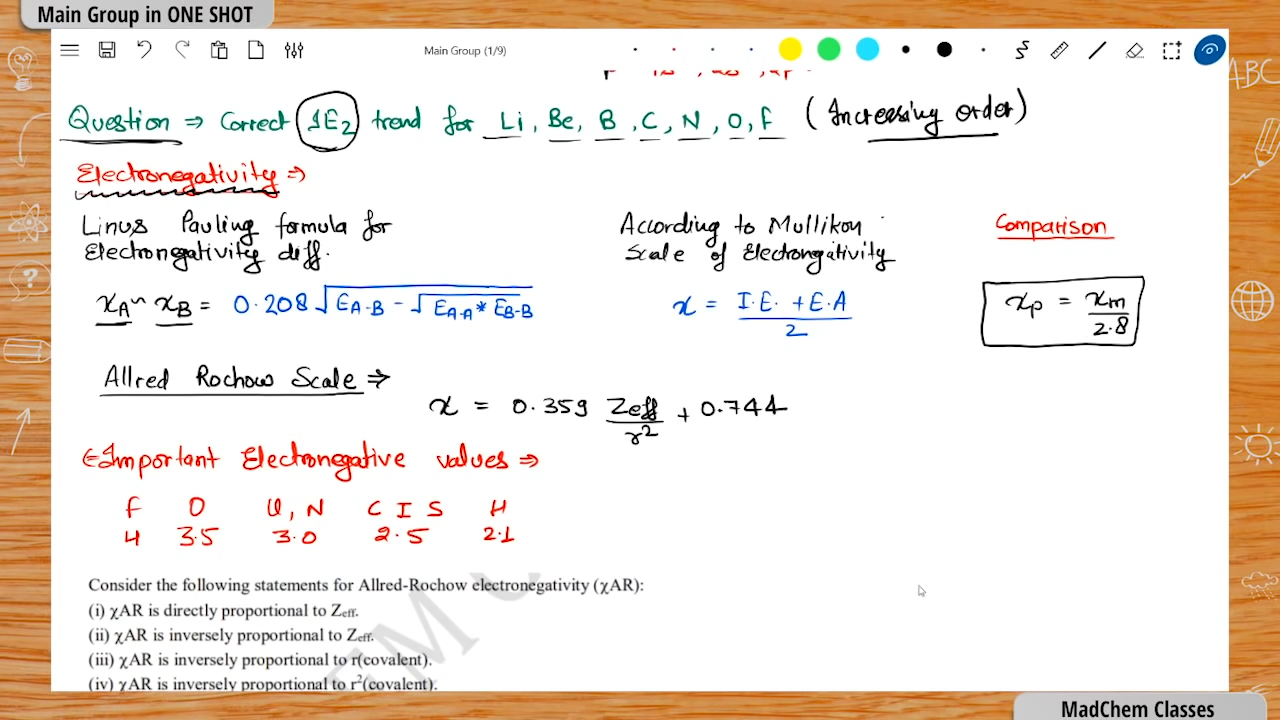 Main Group in ONE SHOT
Main Group (1/9)
Question ⇒ Correct IE2 trend for Li, Be, B, C, N, O, F (Increasing order)
Electronegativity ⇒
Linus Pauling formula for
Electronegativity diff.
xA ~ xB = 0.208 √(EA-B - √(EA-A * EB-B))
According to Mullikon
Scale of Electrongativity
x = (I.E. + E.A) / 2
Comparison
xp = xm / 2.8
Allred Rochow Scale ⇒
x = 0.359 Zeff / r² + 0.744
Important Electronegative values ⇒
F O Cl, N C I S H
4 3.5 3.0 2.5 2.1
Consider the following statements for Allred-Rochow electronegativity (χAR):
(i) χAR is directly proportional to Zeff.
(ii) χAR is inversely proportional to Zeff.
(iii) χAR is inversely proportional to r(covalent).
(iv) χAR is inversely proportional to r²(covalent).
MadChem Classes